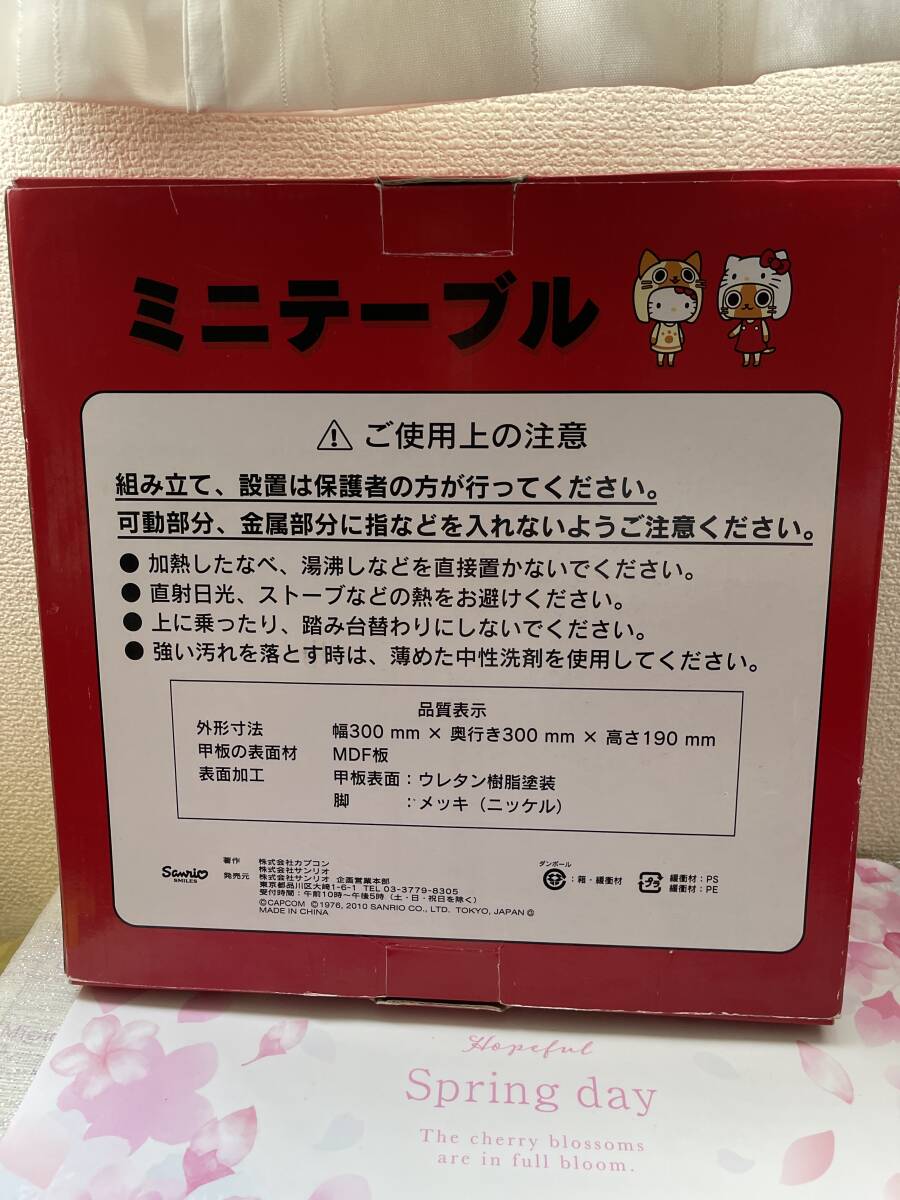 ミニテーブル
ご使用上の注意
組み立て、設置は保護者の方が行ってください。
可動部分、金属部分に指などを入れないようご注意ください。
● 加熱したなべ、湯沸しなどを直接置かないでください。
● 直射日光、ストーブなどの熱をお避けください。
● 上に乗ったり、踏み台替わりにしないでください。
● 強い汚れを落とす時は、薄めた中性洗剤を使用してください。
品質表示
外形寸法 幅300 mm × 奥行き300 mm × 高さ190 mm
甲板の表面材 MDF板
表面加工 甲板表面:ウレタン樹脂塗装
脚 :メッキ(ニッケル)
Sanrio
SMILES
著作 株式会社カプコン
株式会社サンリオ
発売元 株式会社サンリオ 企画営業本部
東京都品川区大崎1-6-1 TEL 03-3779-8305
受付時間:午前10時〜午後5時(土・日・祝日を除く)
©CAPCOM ©1976, 2010 SANRIO CO., LTD. TOKYO, JAPAN
MADE IN CHINA
ダンボール
:箱・緩衝材
プラ
緩衝材:PS
緩衝材:PE
Hopeful
Spring day
The cherry blossoms
are in full bloom.